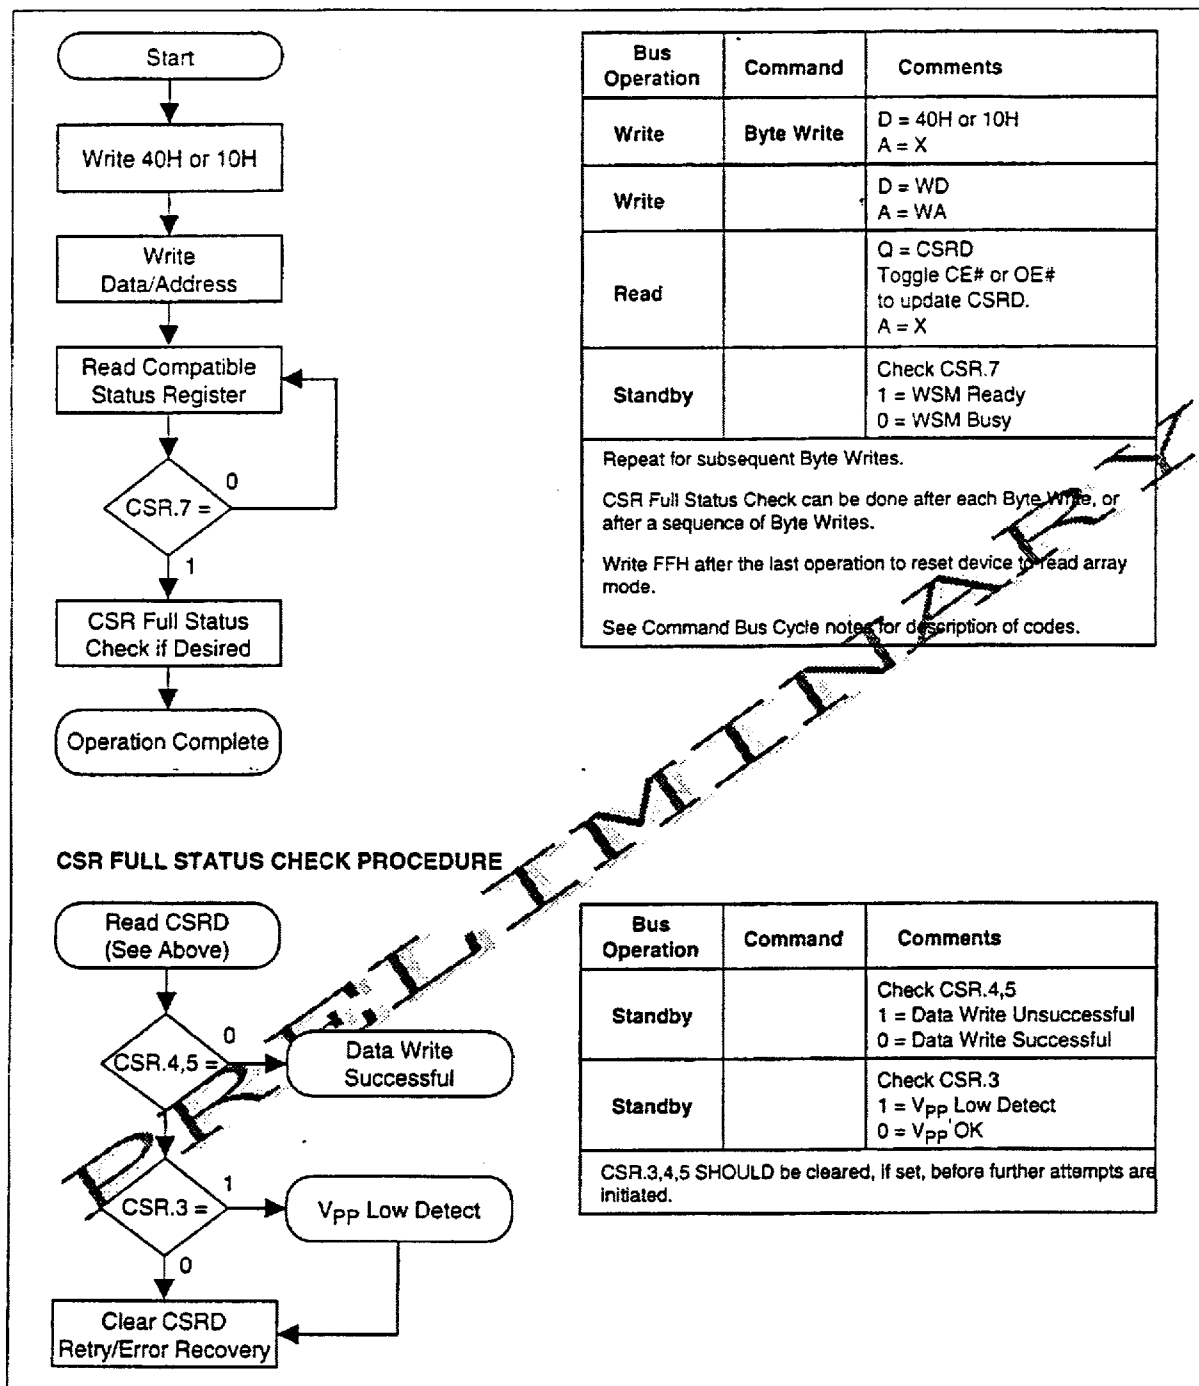 Start
Write 40H or 10H
Write
Data/Address
Read Compatible
Status Register
0
CSR.7 =
1
CSR Full Status
Check if Desired
Operation Complete
Bus Operation Command Comments
Write Byte Write D = 40H or 10H
A = X
Write D = WD
A = WA
Read Q = CSRD
Toggle CE# or OE#
to update CSRD.
A = X
Standby Check CSR.7
1 = WSM Ready
0 = WSM Busy
Repeat for subsequent Byte Writes.
CSR Full Status Check can be done after each Byte Write, or
after a sequence of Byte Writes.
Write FFH after the last operation to reset device to read array
mode.
See Command Bus Cycle notes for description of codes.
PRELIMINARY
CSR FULL STATUS CHECK PROCEDURE
Read CSRD
(See Above)
0
CSR.4,5 =
Data Write
Successful
1
CSR.3 =
VPP Low Detect
0
Clear CSRD
Retry/Error Recovery
Bus Operation Command Comments
Standby Check CSR.4,5
1 = Data Write Unsuccessful
0 = Data Write Successful
Standby Check CSR.3
1 = VPP Low Detect
0 = VPP OK
CSR.3,4,5 SHOULD be cleared, if set, before further attempts are
initiated.